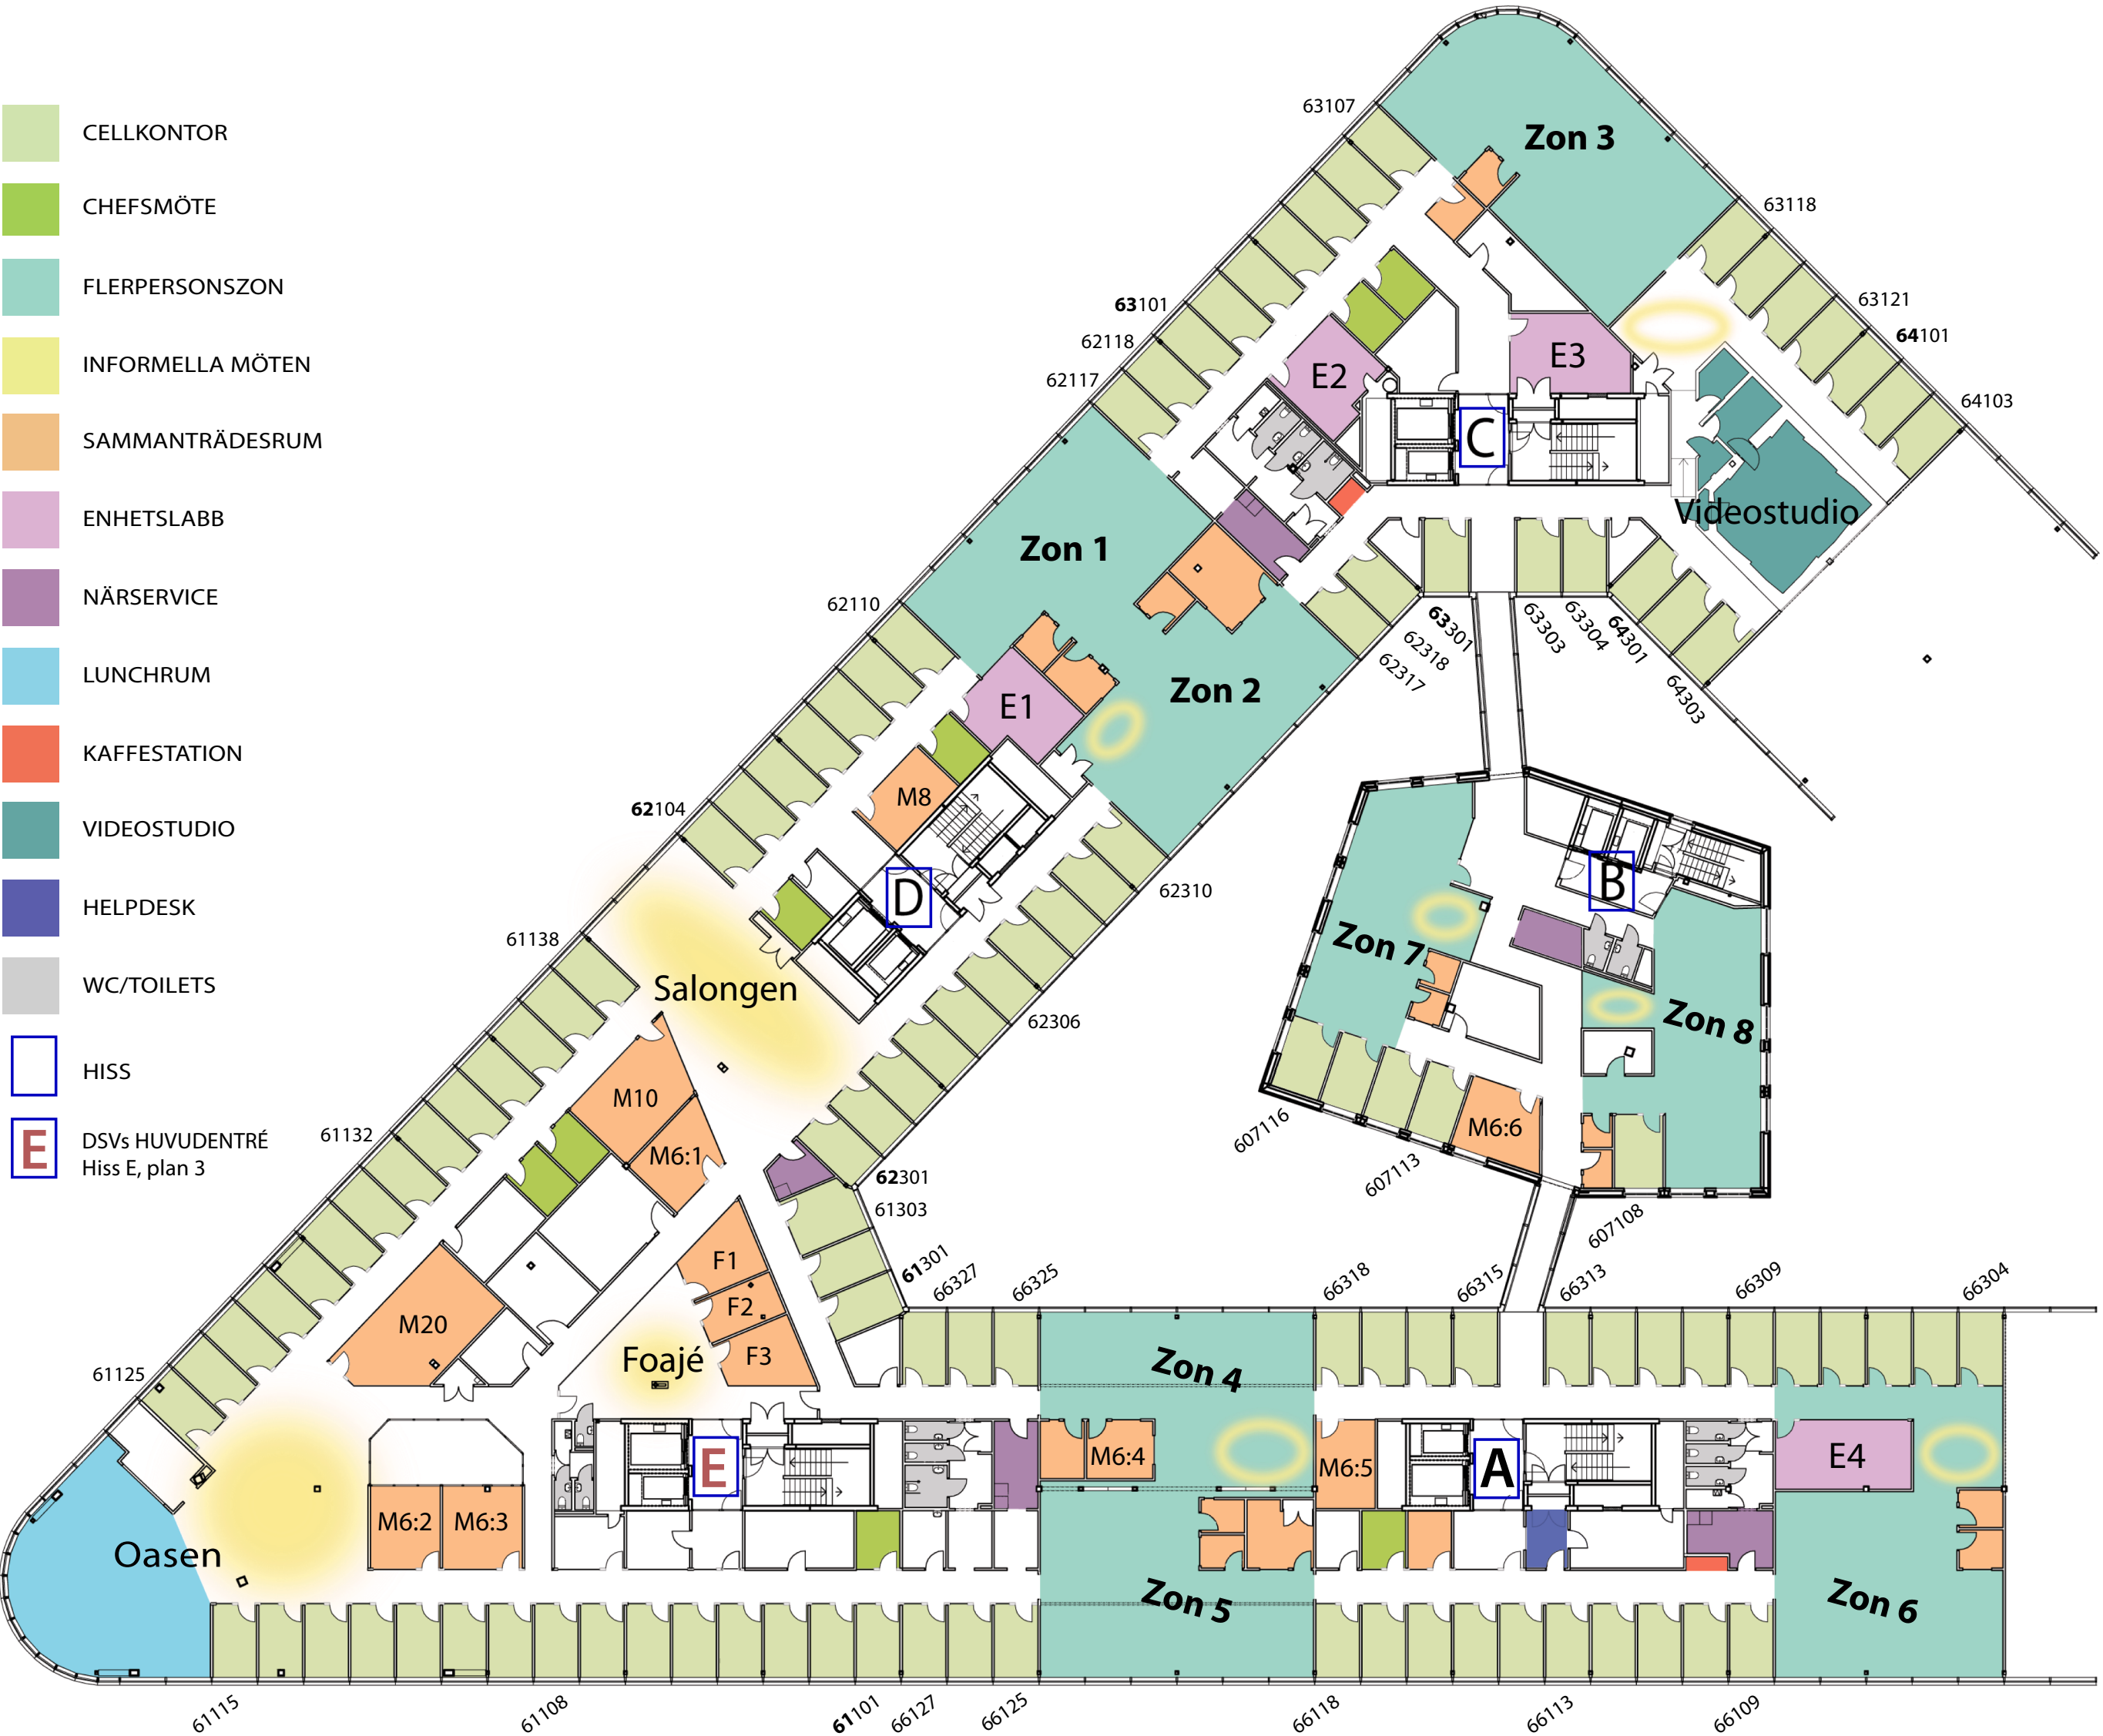 CELLKONTOR
CHEFSMÖTE
FLERPERSONSZON
INFORMELLA MÖTEN
SAMMANTRÄDESRUM
ENHETSLABB
NÄRSERVICE
LUNCHRUM
KAFFESTATION
VIDEOSTUDIO
HELPDESK
WC/TOILETS
HISS
E
DSVs HUVUDENTRÉ
Hiss E, plan 3
63107
Zon 3
63118
63101
63121
64101
62118
62117
64103
E2
E3
C
Videostudio
Zon 1
62110
63301
62318
62317
63303
63304
64301
64303
Zon 2
E1
M8
62104
D
62310
61138
Salongen
62306
B
Zon 7
Zon 8
M10
M6:1
61132
62301
61303
61301
607116
M6:6
607113
607108
F1
F2
F3
M20
Foajé
61125
66327
66325
66318
66315
66313
66309
66304
Zon 4
E
M6:4
M6:5
A
E4
M6:2
M6:3
Oasen
Zon 5
Zon 6
61115
61108
61101
66127
66125
66118
66113
66109